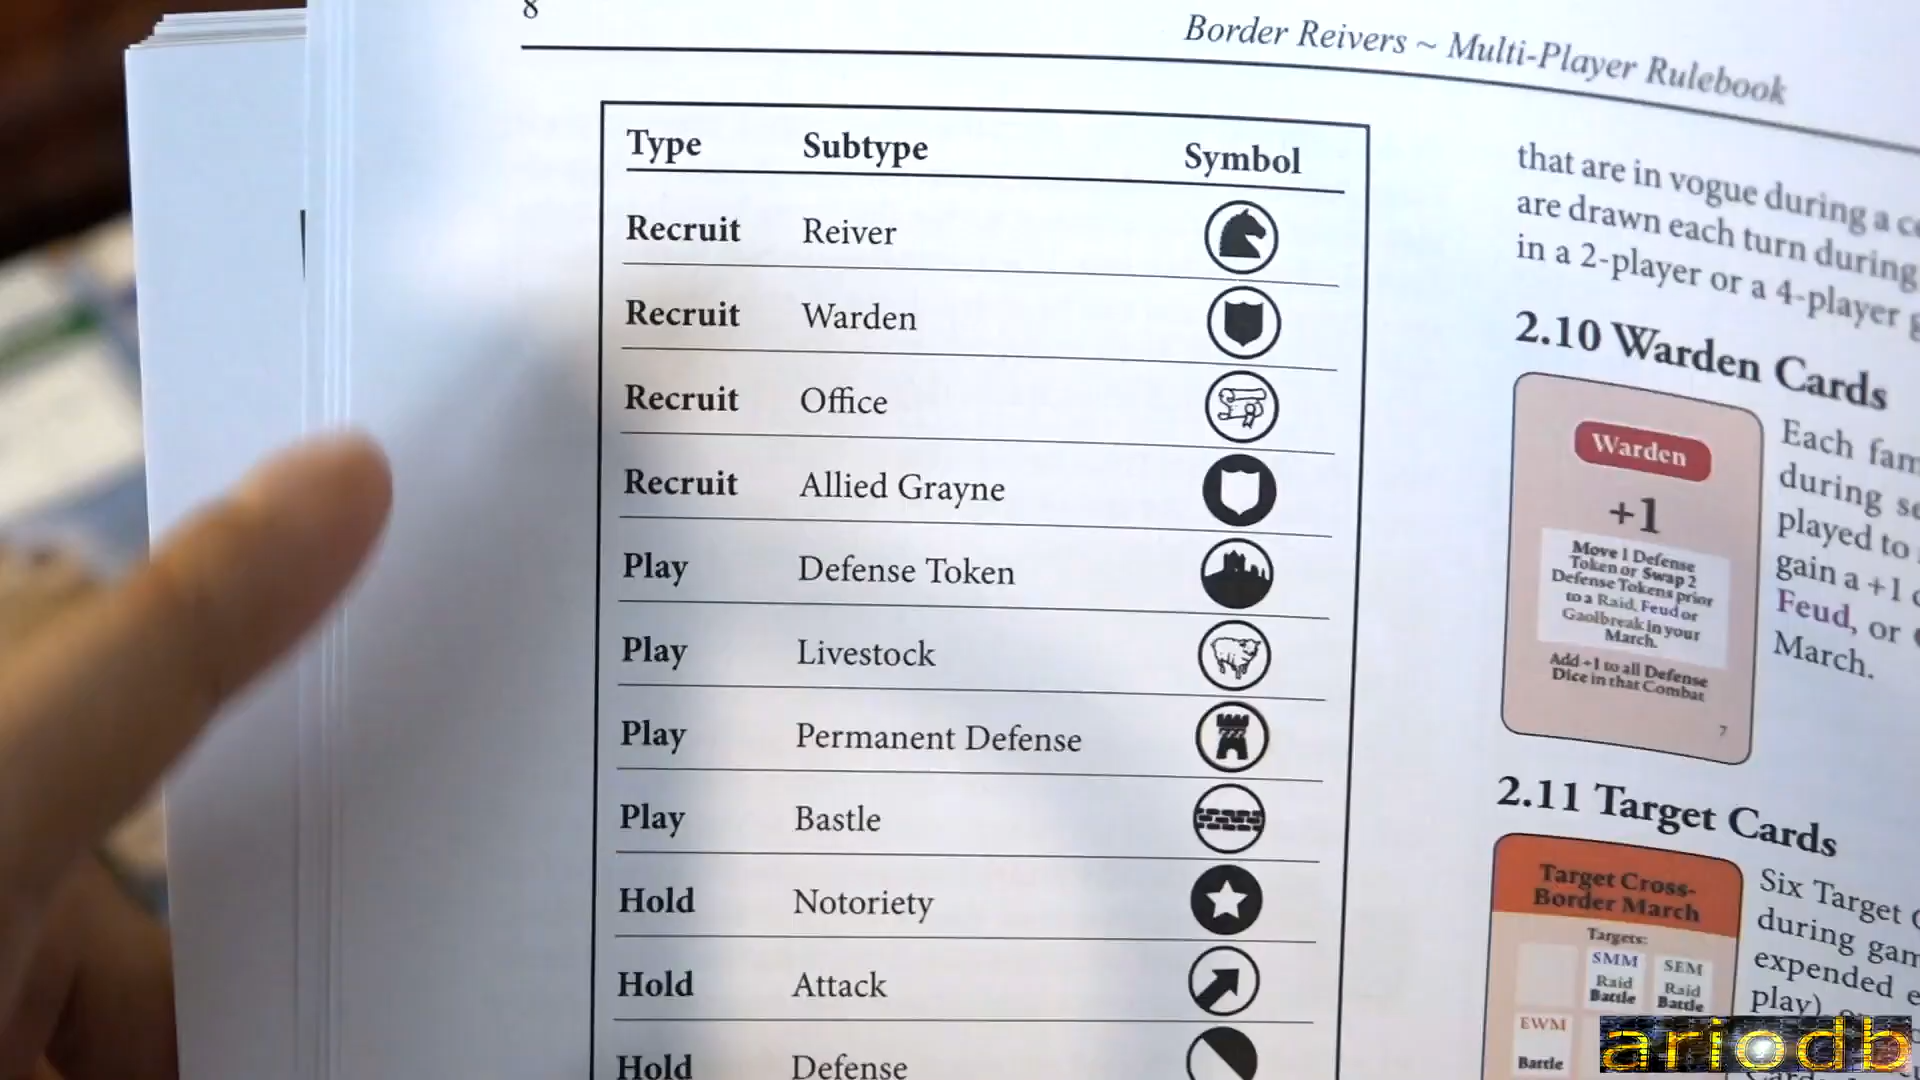 8
Border Reivers ~ Multi-Player Rulebook
Type Subtype Symbol
Recruit Reiver
Recruit Warden
Recruit Office
Recruit Allied Grayne
Play Defense Token
Play Livestock
Play Permanent Defense
Play Bastle
Hold Notoriety
Hold Attack
Hold Defense
that are in vogue during a
are drawn each turn during
in a 2-player or a 4-player
2.10 Warden Cards
Warden
+1
Move 1 Defense
Token or Swap 2
Defense Tokens prior
to a Raid, Feud or
Gaolbreak in your
March.
Add +1 to all Defense
Dice in that Combat
7
Each
during
played to
gain a +1
Feud, or
March.
2.11 Target Cards
Target Cross-
Border March
Targets:
SMM SEM
Raid Raid
Battle Battle
EWM
Battle
Six Target
during
expended
play)
ariodb